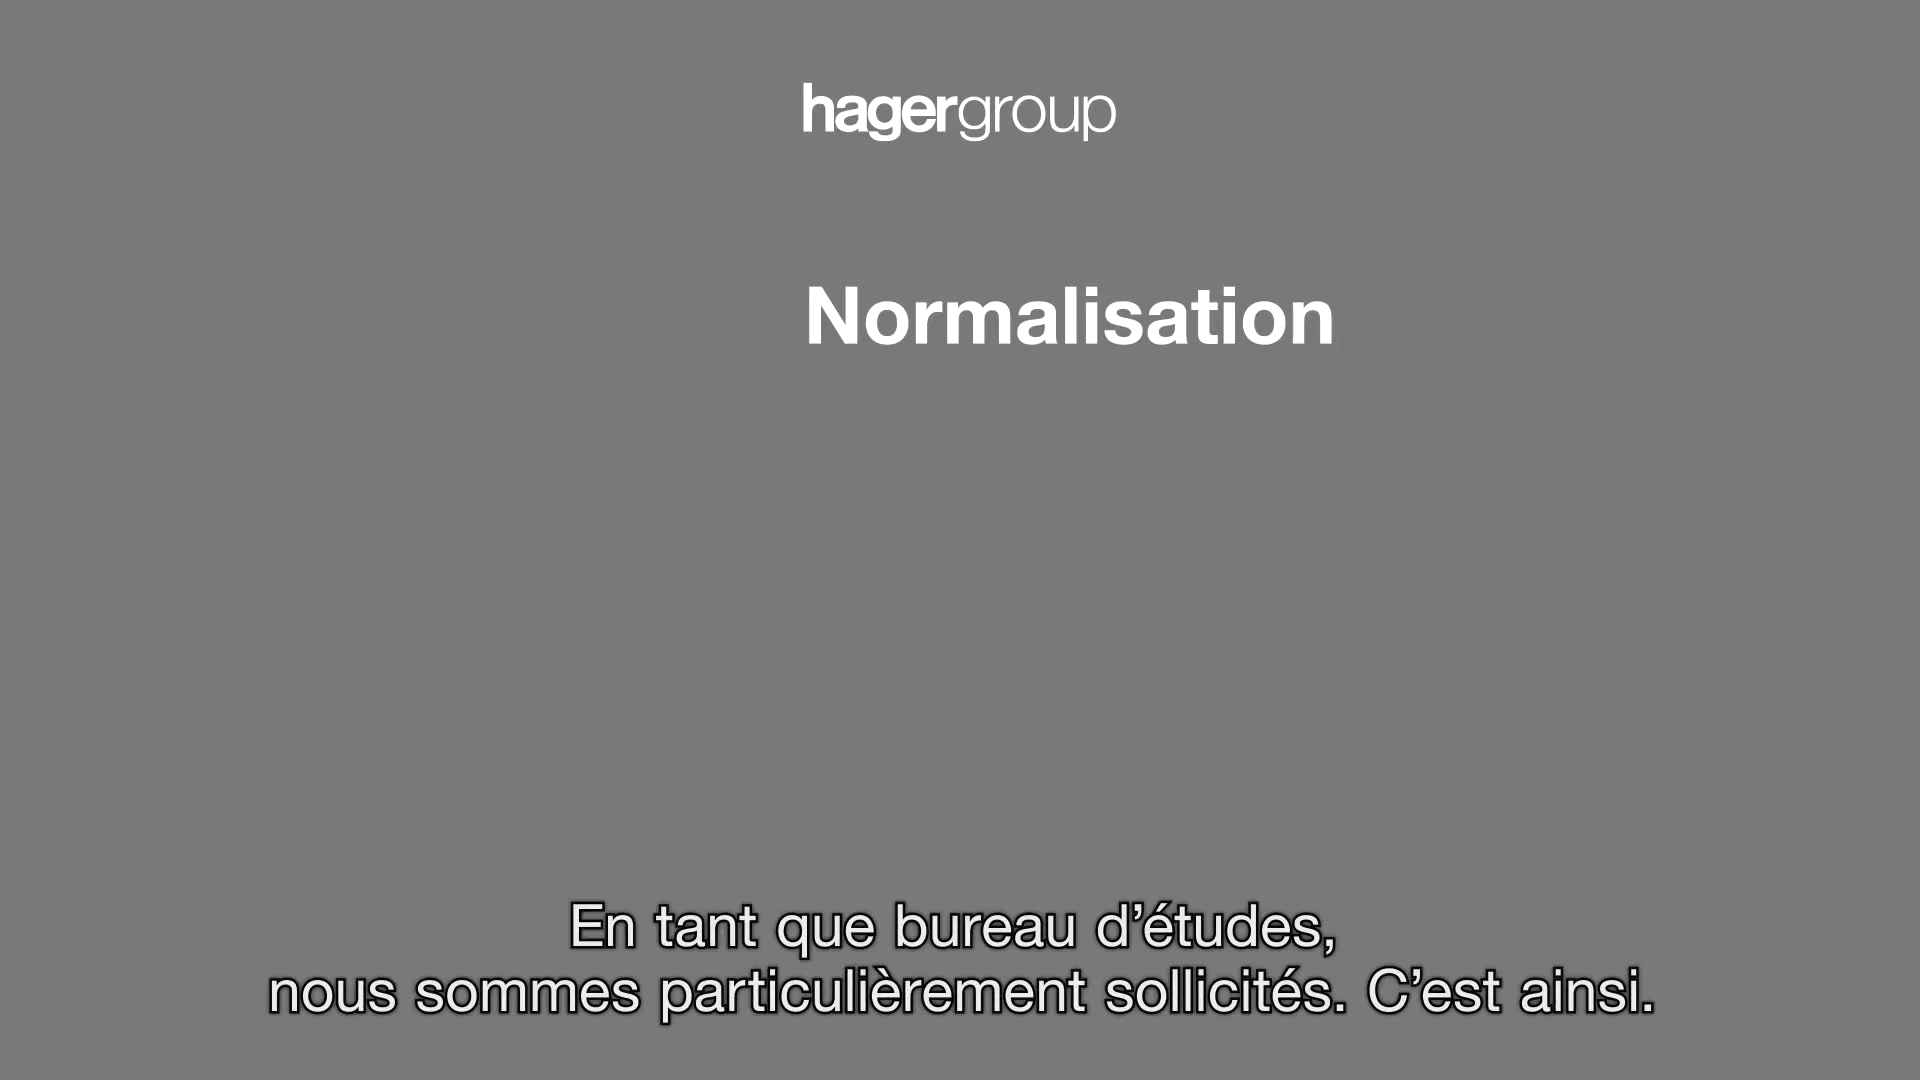 hagergroup
Normalisation
En tant que bureau d’études,
nous sommes particulièrement sollicités. C’est ainsi.